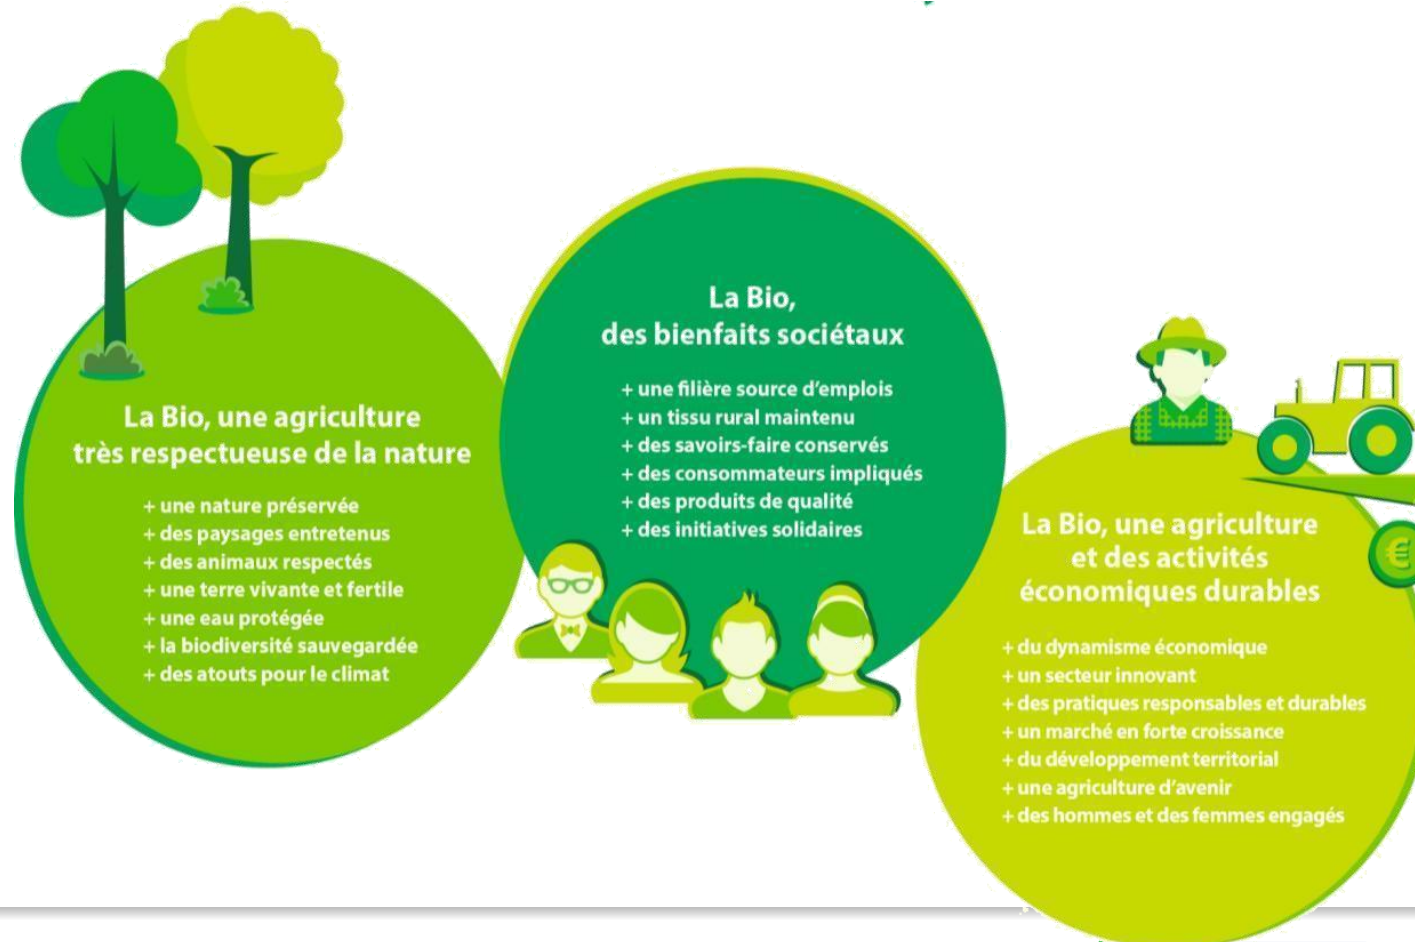 La Bio, une agriculture
très respectueuse de la nature
+ une nature préservée
+ des paysages entretenus
+ des animaux respectés
+ une terre vivante et fertile
+ une eau protégée
+ la biodiversité sauvegardée
+ des atouts pour le climat
La Bio,
des bienfaits sociétaux
+ une filière source d'emplois
+ un tissu rural maintenu
+ des savoirs-faire conservés
+ des consommateurs impliqués
+ des produits de qualité
+ des initiatives solidaires
€
La Bio, une agriculture
et des activités
économiques durables
+ du dynamisme économique
+ un secteur innovant
+ des pratiques responsables et durables
+ un marché en forte croissance
+ du développement territorial
+ une agriculture d'avenir
+ des hommes et des femmes engagés